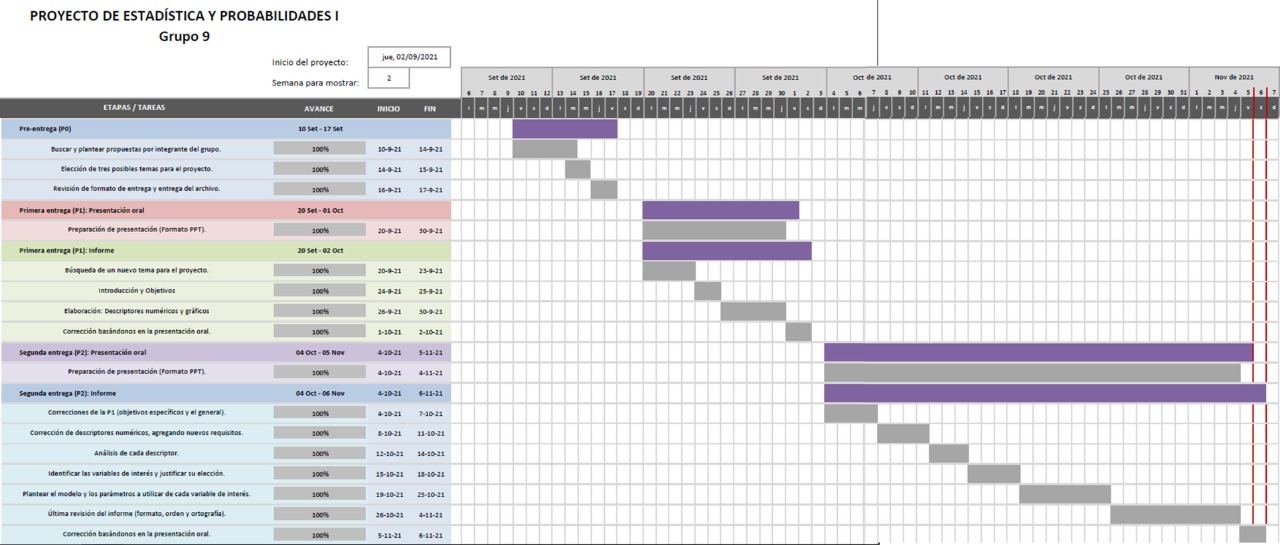 PROYECTO DE ESTADÍSTICA Y PROBABILIDADES I
Grupo 9
Inicio del proyecto: jue, 02/09/2021
Semana para mostrar: 2
Set de 2021 Set de 2021 Set de 2021 Set de 2021 Oct de 2021 Oct de 2021 Oct de 2021 Oct de 2021 Nov de 2021
6 7 8 9 10 11 12 13 14 15 16 17 18 19 20 21 22 23 24 25 26 27 28 29 30 1 2 3 4 5 6 7 8 9 10 11 12 13 14 15 16 17 18 19 20 21 22 23 24 25 26 27 28 29 30 31 1 2 3 4 5 6 7
ETAPAS / TAREAS AVANCE INICIO FIN l m m j v s d l m m j v s d l m m j v s d l m m j v s d l m m j v s d l m m j v s d l m m j v s d l m m j v s d l m m j v s d
Pre-entrega (P0) 10 Set - 17 Set
Buscar y plantear propuestas por integrante del grupo. 100% 10-9-21 14-9-21
Elección de tres posibles temas para el proyecto. 100% 14-9-21 15-9-21
Revisión de formato de entrega y entrega del archivo. 100% 16-9-21 17-9-21
Primera entrega (P1): Presentación oral 20 Set - 01 Oct
Preparación de presentación (Formato PPT). 100% 20-9-21 30-9-21
Primera entrega (P1): Informe 20 Set - 02 Oct
Búsqueda de un nuevo tema para el proyecto. 100% 20-9-21 23-9-21
Introducción y Objetivos 100% 24-9-21 25-9-21
Elaboración: Descriptores numéricos y gráficos 100% 26-9-21 30-9-21
Corrección basándonos en la presentación oral. 100% 1-10-21 2-10-21
Segunda entrega (P2): Presentación oral 04 Oct - 05 Nov 4-10-21 5-11-21
Preparación de presentación (Formato PPT). 100% 4-10-21 4-11-21
Segunda entrega (P2): Informe 04 Oct - 06 Nov 4-10-21 6-11-21
Correcciones de la P1 (objetivos específicos y el general). 100% 4-10-21 7-10-21
Corrección de descriptores numéricos, agregando nuevos requisitos. 100% 8-10-21 11-10-21
Análisis de cada descriptor. 100% 12-10-21 14-10-21
Identificar las variables de interés y justificar su elección. 100% 15-10-21 18-10-21
Plantear el modelo y los parámetros a utilizar de cada variable de interés. 100% 19-10-21 25-10-21
Última revisión del informe (formato, orden y ortografía). 100% 26-10-21 4-11-21
Corrección basándonos en la presentación oral. 100% 5-11-21 6-11-21